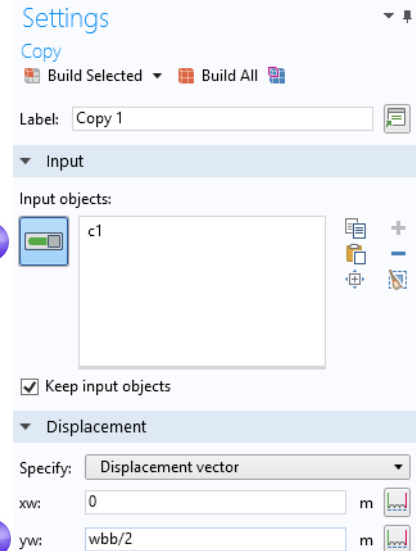 Settings
Copy
Build Selected Build All
Label: Copy 1
Input
Input objects:
c1
Keep input objects
Displacement
Specify: Displacement vector
xw: 0 m
yw: wbb/2 m